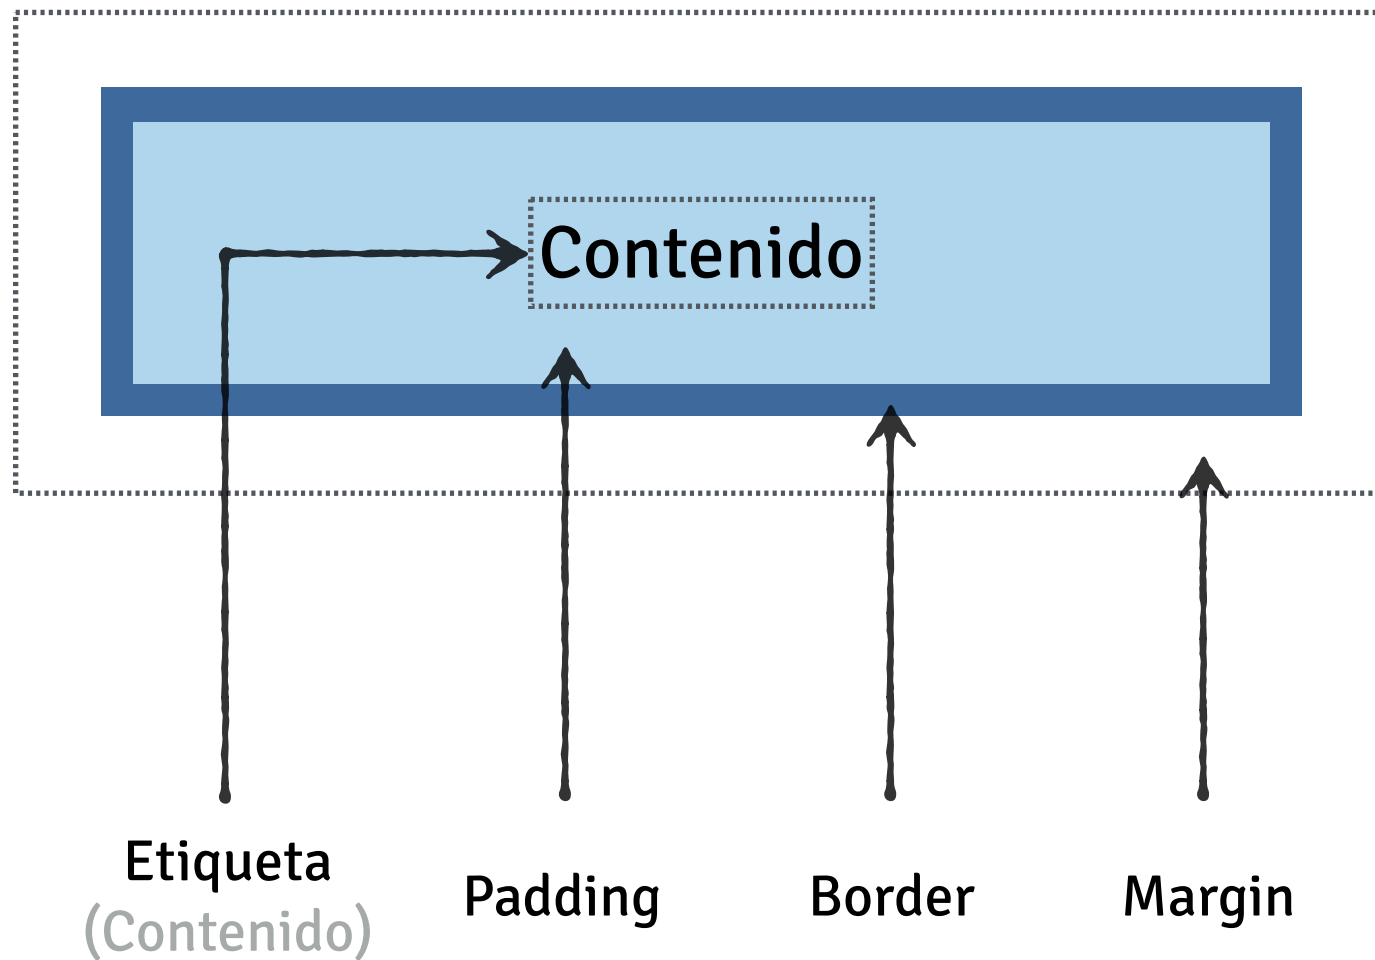 Contenido
Etiqueta
(Contenido)
Padding
Border
Margin